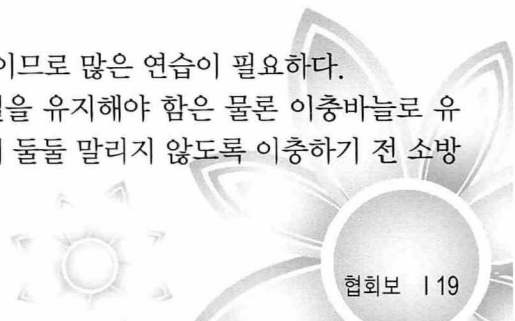 이므로 많은 연습이 필요하다.
을 유지해야 함은 물론 이충바늘로 유
둘둘 말리지 않도록 이충하기 전 소방
협회보 ㅣ19